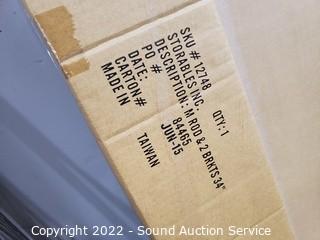 SKU # 12748 QTY: 1
STORABLES INC.
DESCRIPTION: M ROD & 2 BRKTS 34"
PO # 84465
DATE: JUN-15
CARTON#
MADE IN TAIWAN
Copyright 2022 - Sound Auction Service